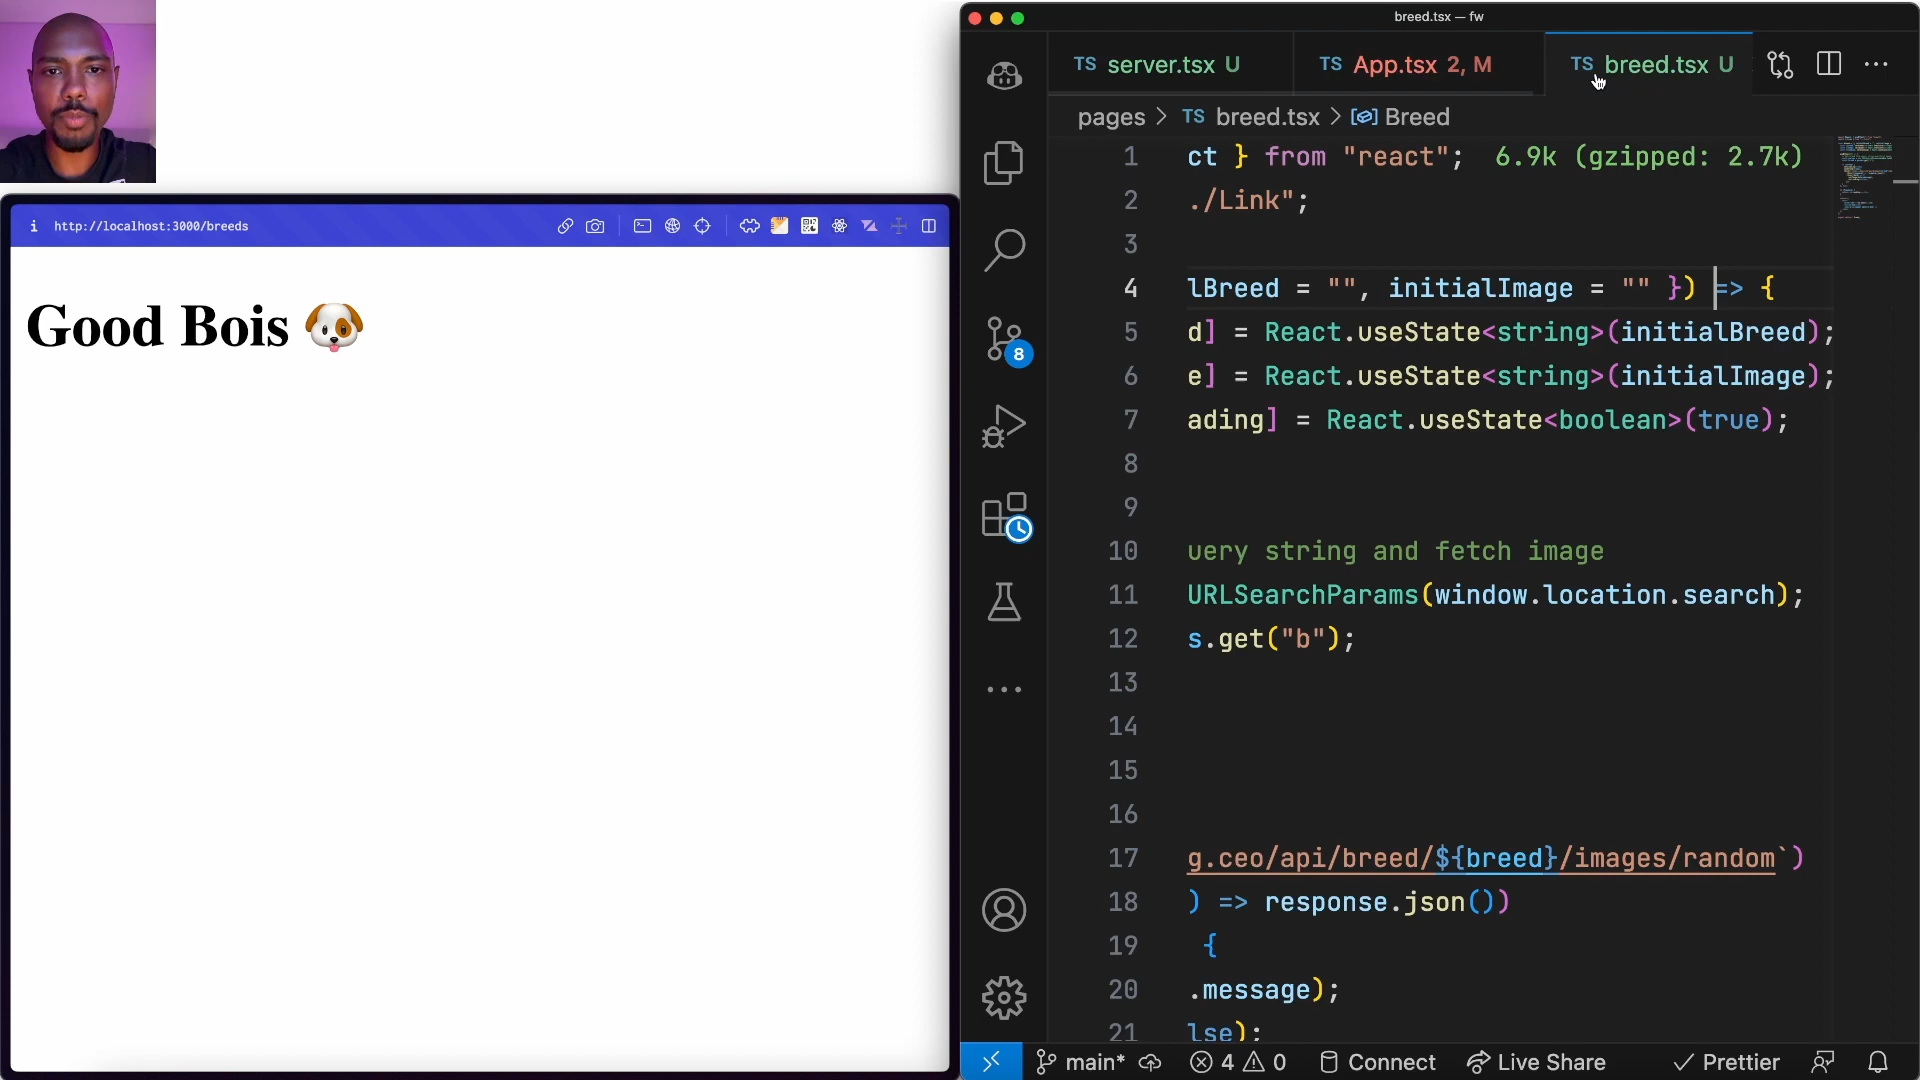 breed.tsx — fw
TS server.tsx U
TS App.tsx 2, M
TS breed.tsx U
pages > TS breed.tsx > Breed
1 ct } from "react"; 6.9k (gzipped: 2.7k)
2 ./Link";
3
4 lBreed = "", initialImage = "" }) => {
5 d] = React.useState<string>(initialBreed);
6 e] = React.useState<string>(initialImage);
7 ading] = React.useState<boolean>(true);
8
9
10 uery string and fetch image
11 URLSearchParams(window.location.search);
12 s.get("b");
13
14
15
16
17 g.ceo/api/breed/${breed}/images/random`)
18 ) => response.json())
19 {
20 .message);
21 lse);
8
main* 4 0 Connect Live Share Prettier
i http://localhost:3000/breeds
Good Bois 🐶